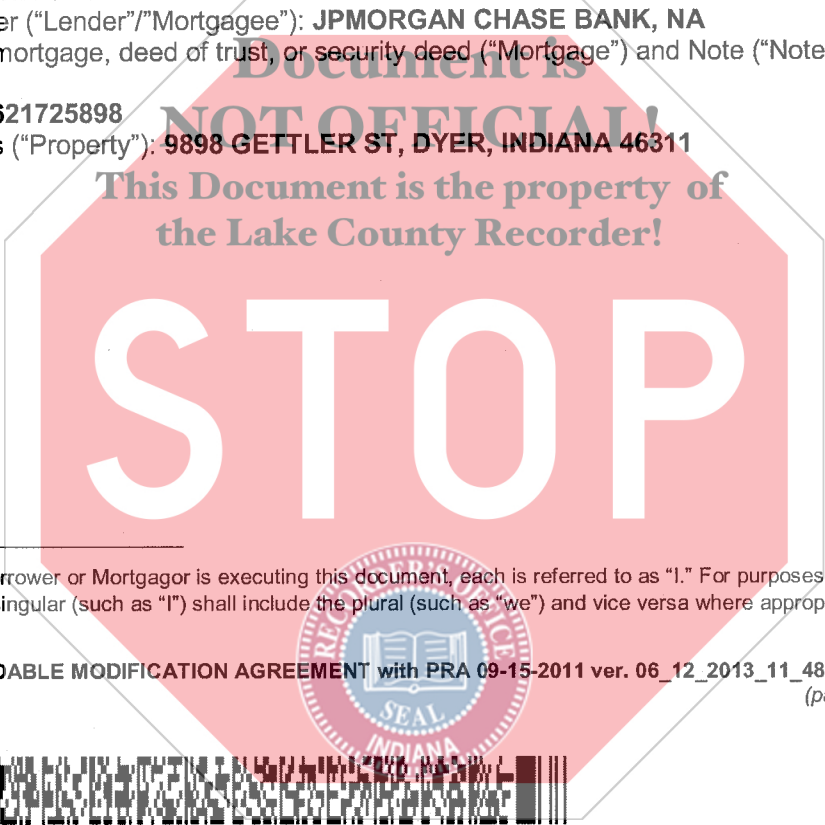 er ("Lender"/"Mortgagee"): JPMORGAN CHASE BANK, NA
mortgage, deed of trust, or security deed ("Mortgage") and Note ("Note
Document is
621725898
NOT OFFICIAL!
s ("Property"): 9898 GETTLER ST, DYER, INDIANA 46311
This Document is the property of
the Lake County Recorder!
STOP
rrower or Mortgagor is executing this document, each is referred to as "I." For purposes
singular (such as "I") shall include the plural (such as "we") and vice versa where approp
RECORDER'S OFFICE
DABLE MODIFICATION AGREEMENT with PRA 09-15-2011 ver. 06_12_2013_11_48
(pa
SEAL
INDIANA